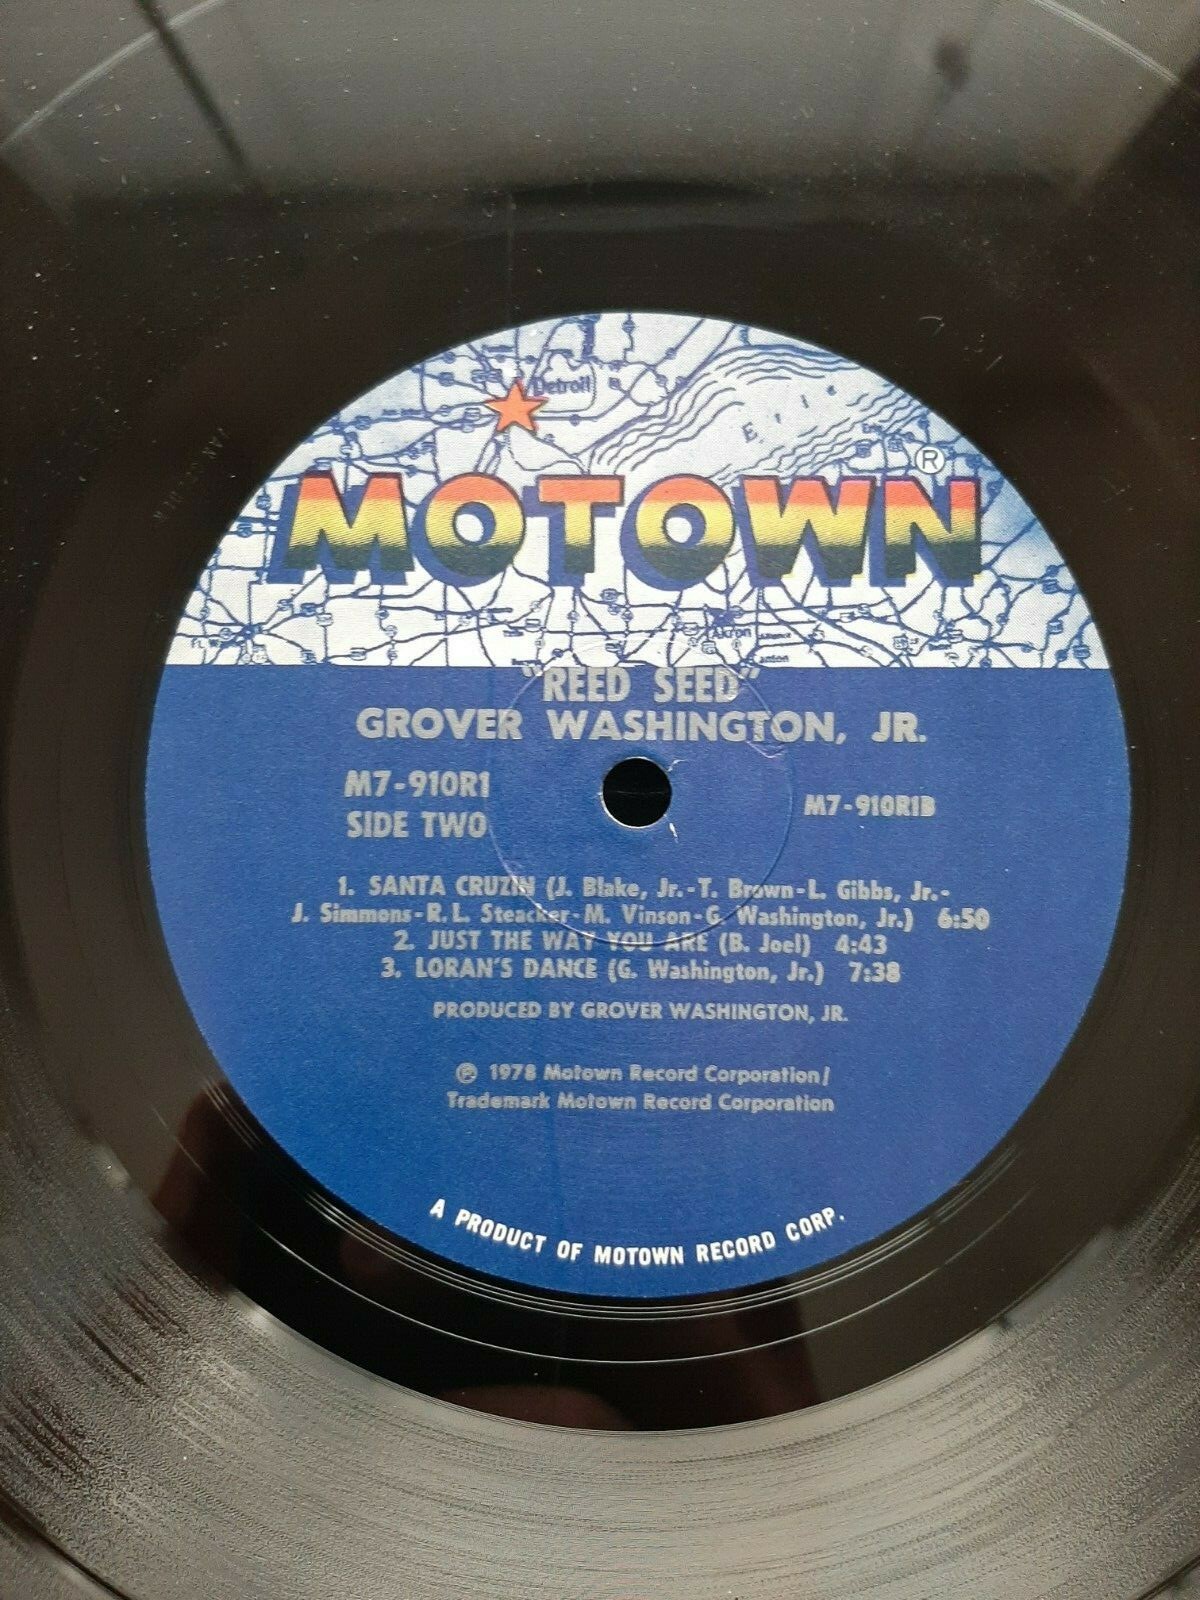 Detroit
Erie
®
MOTOWN
Akron
"REED SEED"
GROVER WASHINGTON, JR.
M7-910R1
SIDE TWO
M7-910R1B
1. SANTA CRUZIN (J. Blake, Jr.-T. Brown-L. Gibbs, Jr.-
J. Simmons-R.L. Steacker-M. Vinson-G. Washington, Jr.) 6:50
2. JUST THE WAY YOU ARE (B. Joel) 4:43
3. LORAN'S DANCE (G. Washington, Jr.) 7:38
PRODUCED BY GROVER WASHINGTON, JR.
℗ 1978 Motown Record Corporation/
Trademark Motown Record Corporation
A PRODUCT OF MOTOWN RECORD CORP.